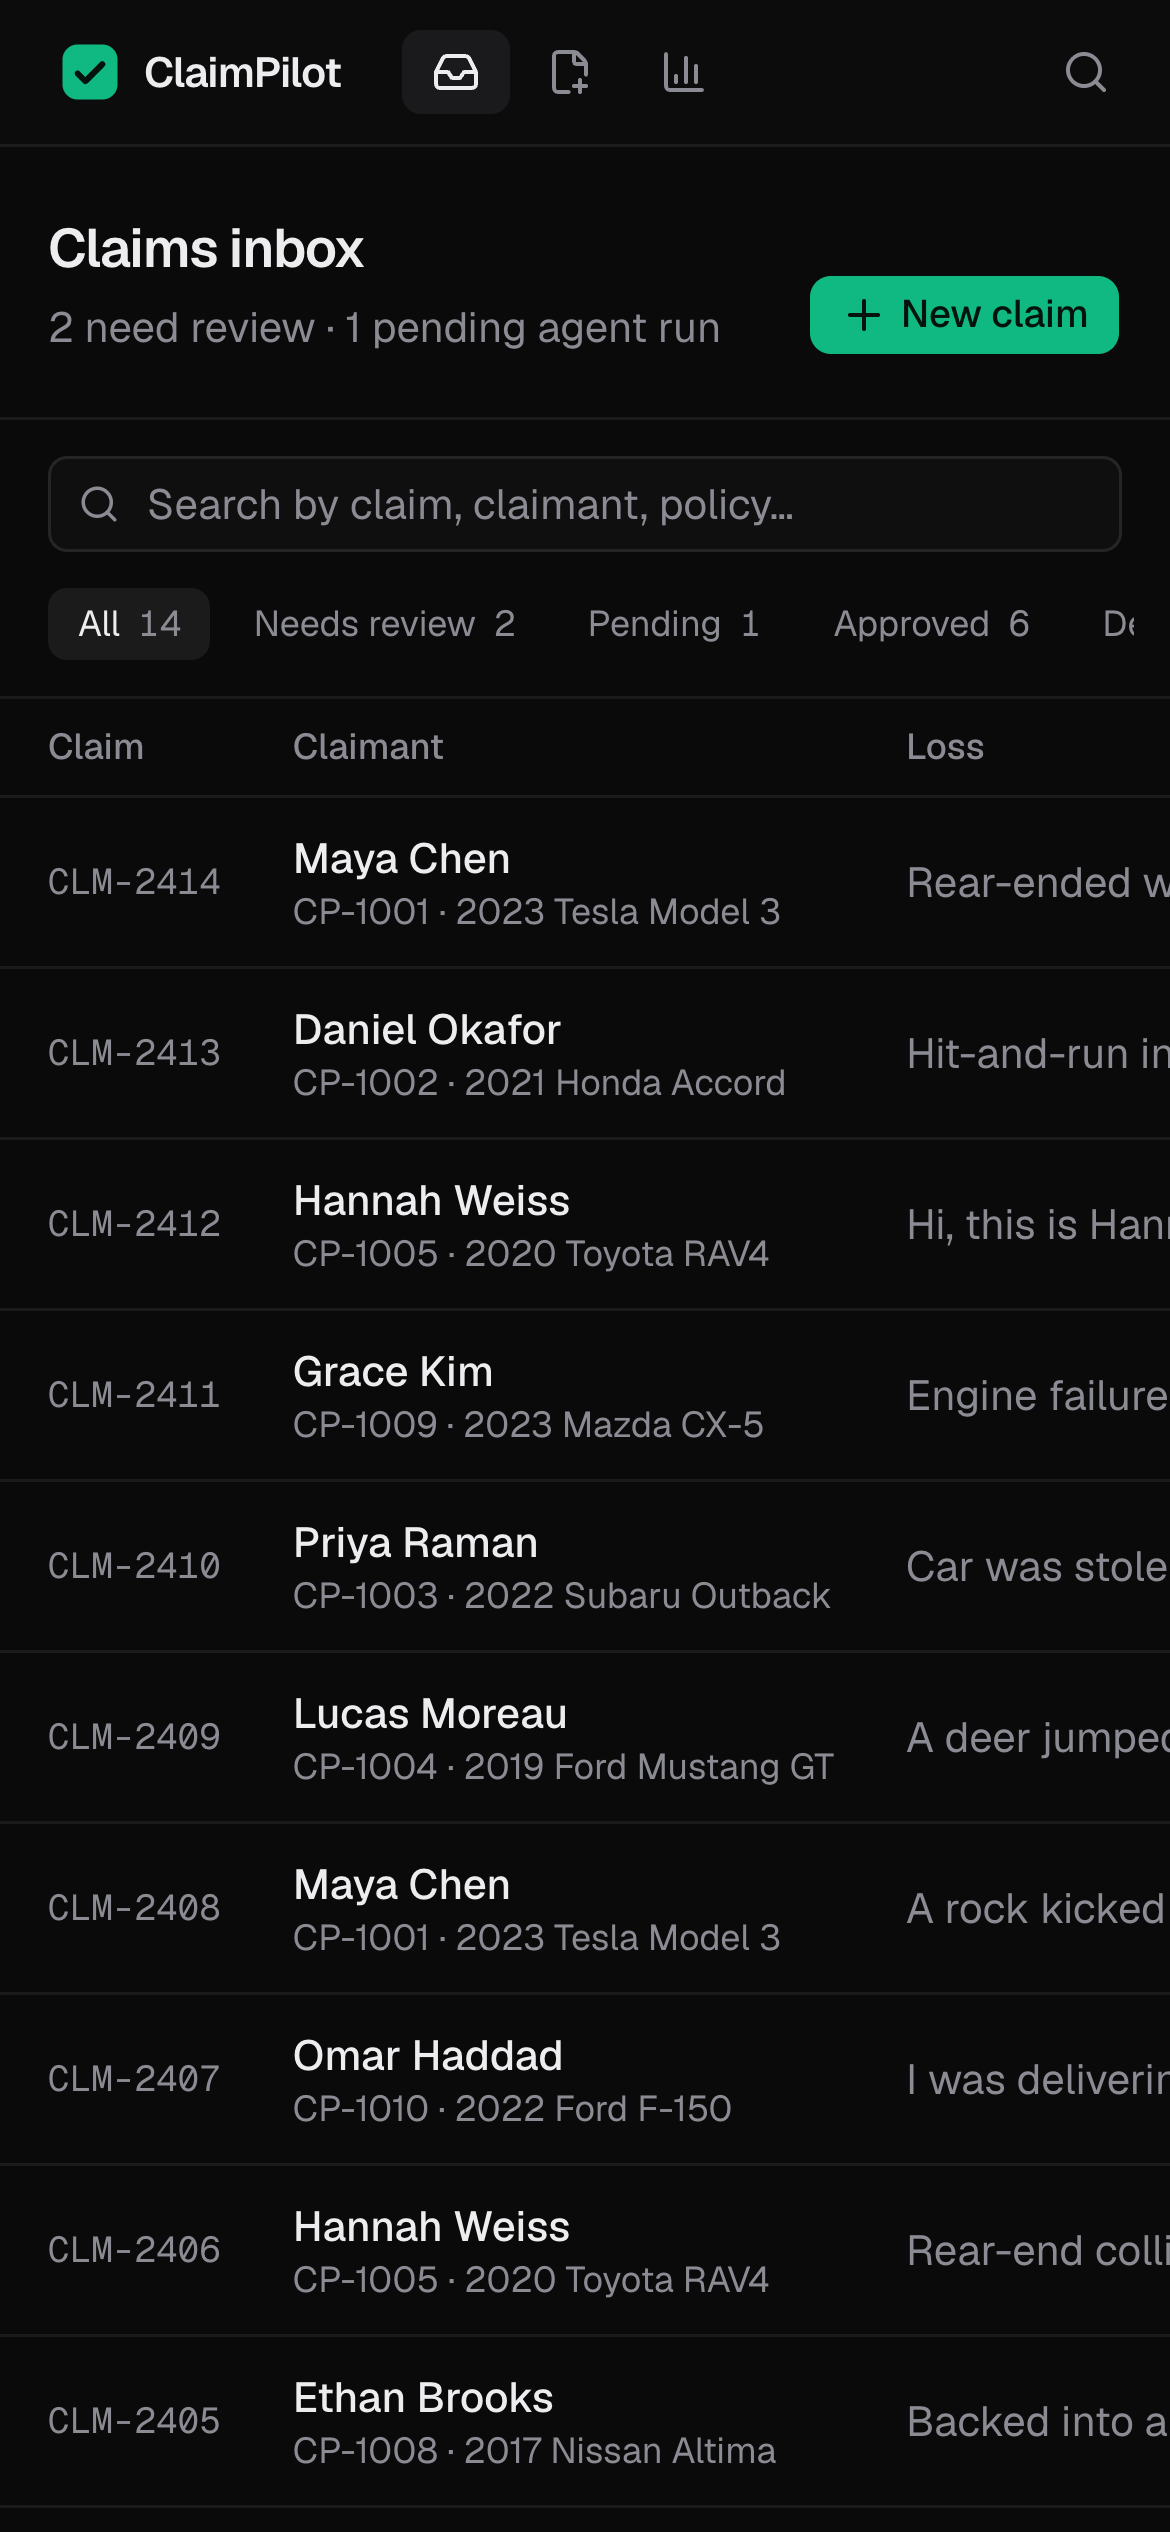 ClaimPilot
Claims inbox
2 need review · 1 pending agent run
New claim
Search by claim, claimant, policy…
All 14 Needs review 2 Pending 1 Approved 6 De
Claim Claimant Loss
Maya Chen
CLM-2414 Rear-ended w
CP-1001 · 2023 Tesla Model 3
Daniel Okafor
CLM-2413 Hit-and-run in
CP-1002 · 2021 Honda Accord
Hannah Weiss
CLM-2412 Hi, this is Hann
CP-1005 · 2020 Toyota RAV4
Grace Kim
CLM-2411 Engine failure
CP-1009 · 2023 Mazda CX-5
Priya Raman
CLM-2410 Car was stole
CP-1003 · 2022 Subaru Outback
Lucas Moreau
CLM-2409 A deer jumped
CP-1004 · 2019 Ford Mustang GT
Maya Chen
CLM-2408 A rock kicked
CP-1001 · 2023 Tesla Model 3
Omar Haddad
CLM-2407 I was deliverin
CP-1010 · 2022 Ford F-150
Hannah Weiss
CLM-2406 Rear-end colli
CP-1005 · 2020 Toyota RAV4
Ethan Brooks
CLM-2405 Backed into a
CP-1008 · 2017 Nissan Altima